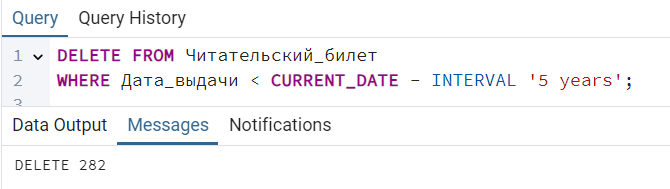 Query Query History
1 DELETE FROM Читательский_билет
2 WHERE Дата_выдачи < CURRENT_DATE - INTERVAL '5 years';
3
Data Output Messages Notifications
DELETE 282